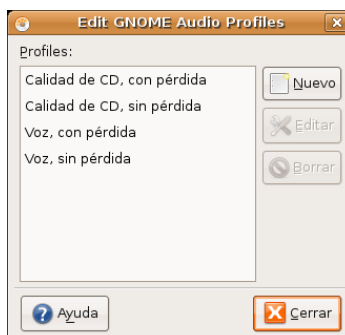 Edit GNOME Audio Profiles
Profiles:
Calidad de CD, con pérdida
Calidad de CD, sin pérdida
Voz, con pérdida
Voz, sin pérdida
Nuevo
Editar
Borrar
Ayuda
Cerrar